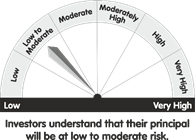 Low
Low to
Moderate
Moderate
Moderately
High
High
Very High
Low
Very High
Investors understand that their principal
will be at low to moderate risk.